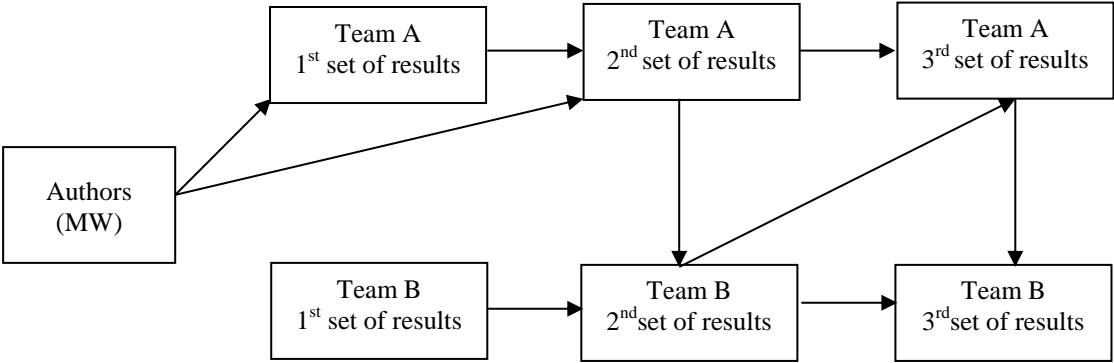 Team A
1st set of results
Team A
2nd set of results
Team A
3rd set of results
Authors
(MW)
Team B
1st set of results
Team B
2nd set of results
Team B
3rd set of results